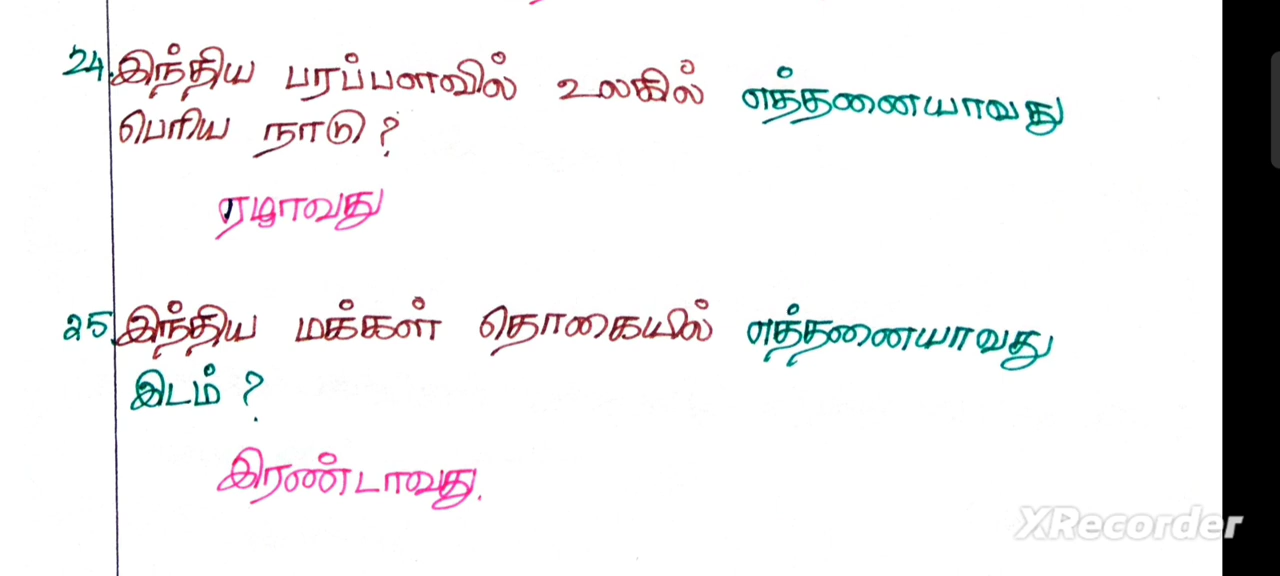 24. இந்திய பரப்பளவில் உலகில் எத்தனையாவது
பெரிய நாடு?
ஏழாவது
25. இந்திய மக்கள் தொகையில் எத்தனையாவது
இடம்?
இரண்டாவது.
XRecorder